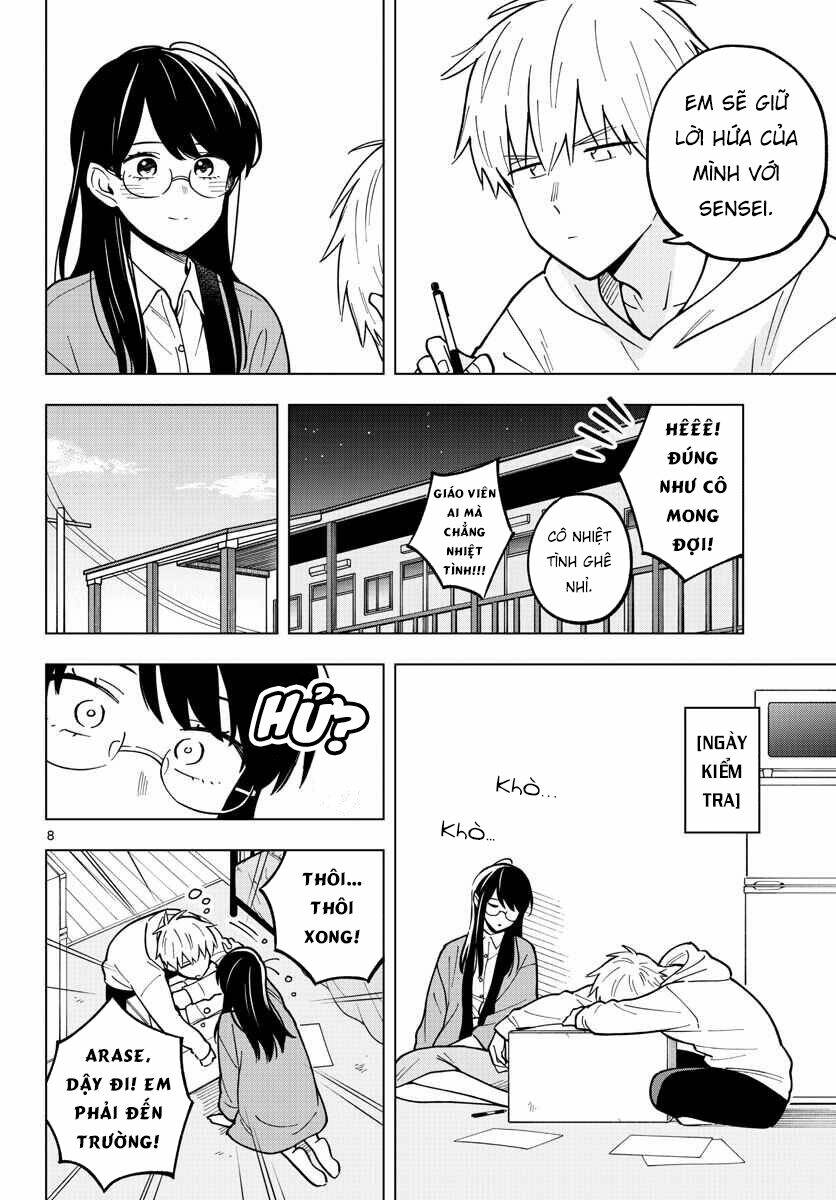 EM SẼ GIỮ
LỜI HỨA CỦA
MÌNH VỚI
SENSEI.
HÊÊÊ!
ĐÚNG
NHƯ CÔ
MONG
ĐỢI!
CÔ NHIỆT
TÌNH GHÊ
NHỈ.
GIÁO VIÊN
AI MÀ
CHẲNG
NHIỆT
TÌNH!!!
[NGÀY
KIỂM
TRA]
Khò...
Khò...
HỬ?
8
THÔI...
THÔI
XONG!
ARASE,
DẬY ĐI! EM
PHẢI ĐẾN
TRƯỜNG!